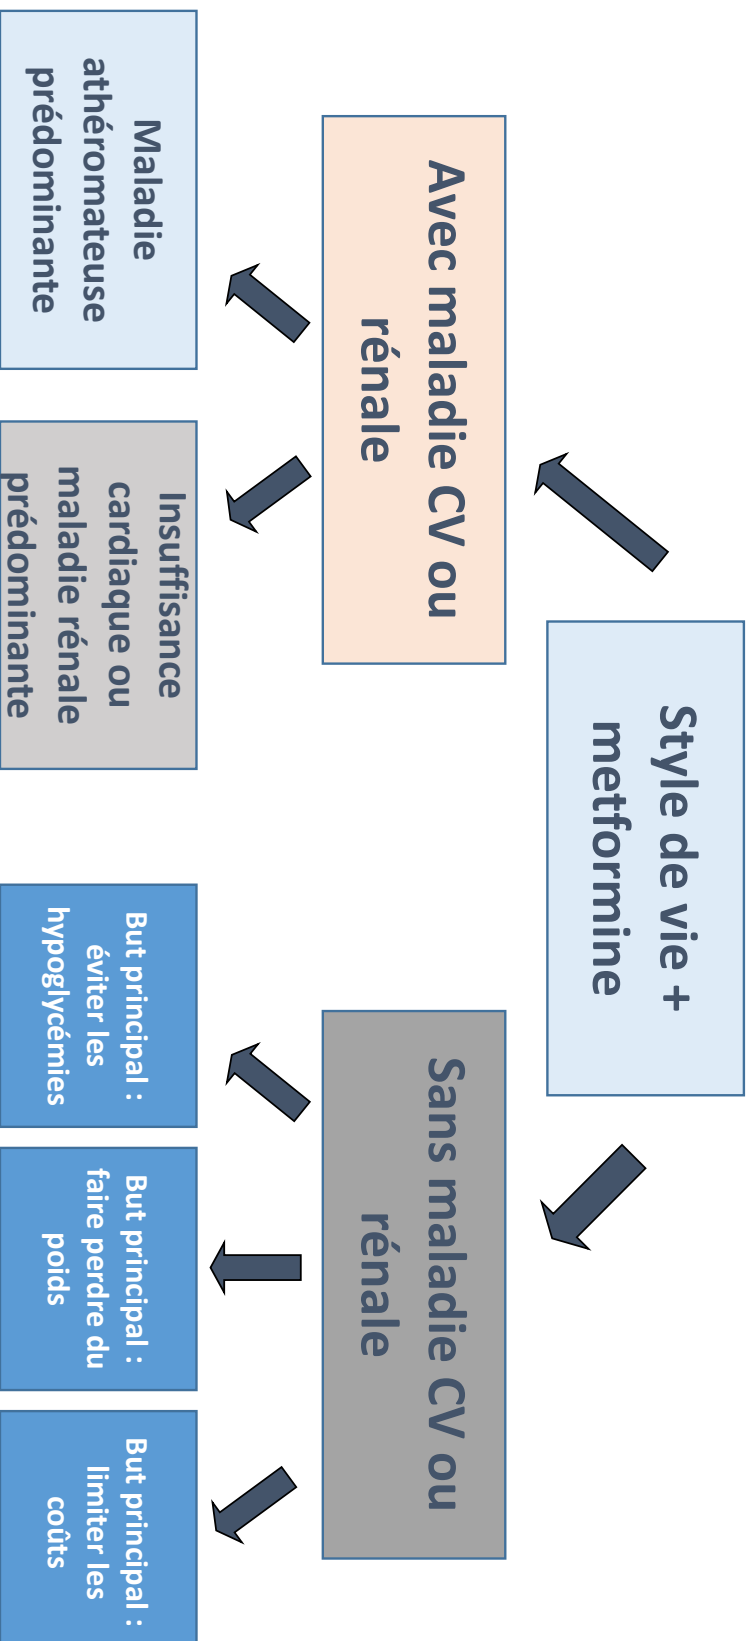 Style de vie +
metformine
Avec maladie CV ou
rénale
Sans maladie CV ou
rénale
Maladie
athéromateuse
prédominante
Insuffisance
cardiaque ou
maladie rénale
prédominante
But principal :
éviter les
hypoglycémies
But principal :
faire perdre du
poids
But principal :
limiter les
coûts